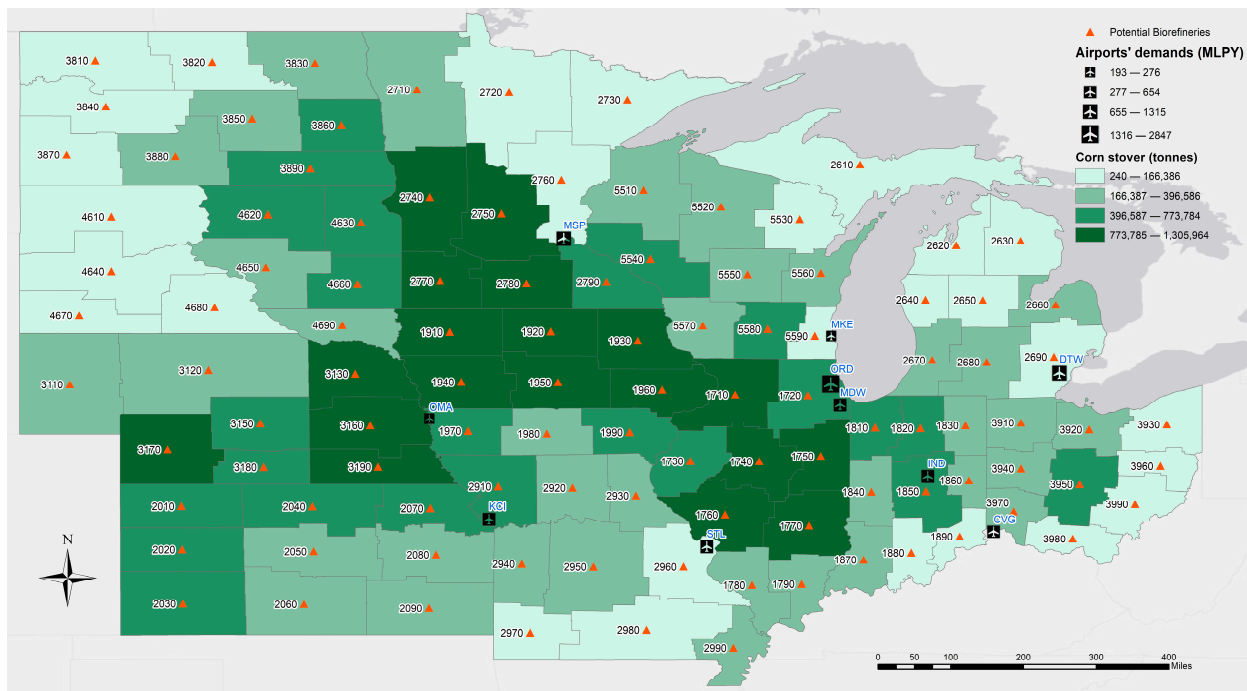 Potential Biorefineries
Airports' demands (MLPY)
193 — 276
277 — 654
655 — 1315
1316 — 2847
Corn stover (tonnes)
240 — 166,386
166,387 — 396,586
396,587 — 773,784
773,785 — 1,305,964
3810 3820 3830
2710 2720 2730
3840 3850 3860
3870 3880 3890
2610
2740 2750 2760 5510 5520 5530
4610 4620 4630
MSP
2620 2630
4640 4650 4660
2770 2780 2790 5540 5550 5560
4670 4680 4690
2640 2650 2660
1910 1920 1930 5570 5580 5590
MKE
3110 3120 3130
1940 1950 1960 1710 1720
ORD
MDW
2670 2680 2690
DTW
3150 3160
OMA
1970 1980 1990
1810 1820 1830 3910 3920 3930
3170 3180 3190
1730 1740 1750
IND
3940 3950 3960
2010 2040 2070 2910 2920 2930
KCI
1840 1850 1860
3970 3990
1760 1770
STL
CVG
2020 2050 2080 2940 2950 2960
1870 1880 1890 3980
2030 2060 2090
1780 1790
2970 2980 2990
N
0 50 100 200 300 400
Miles